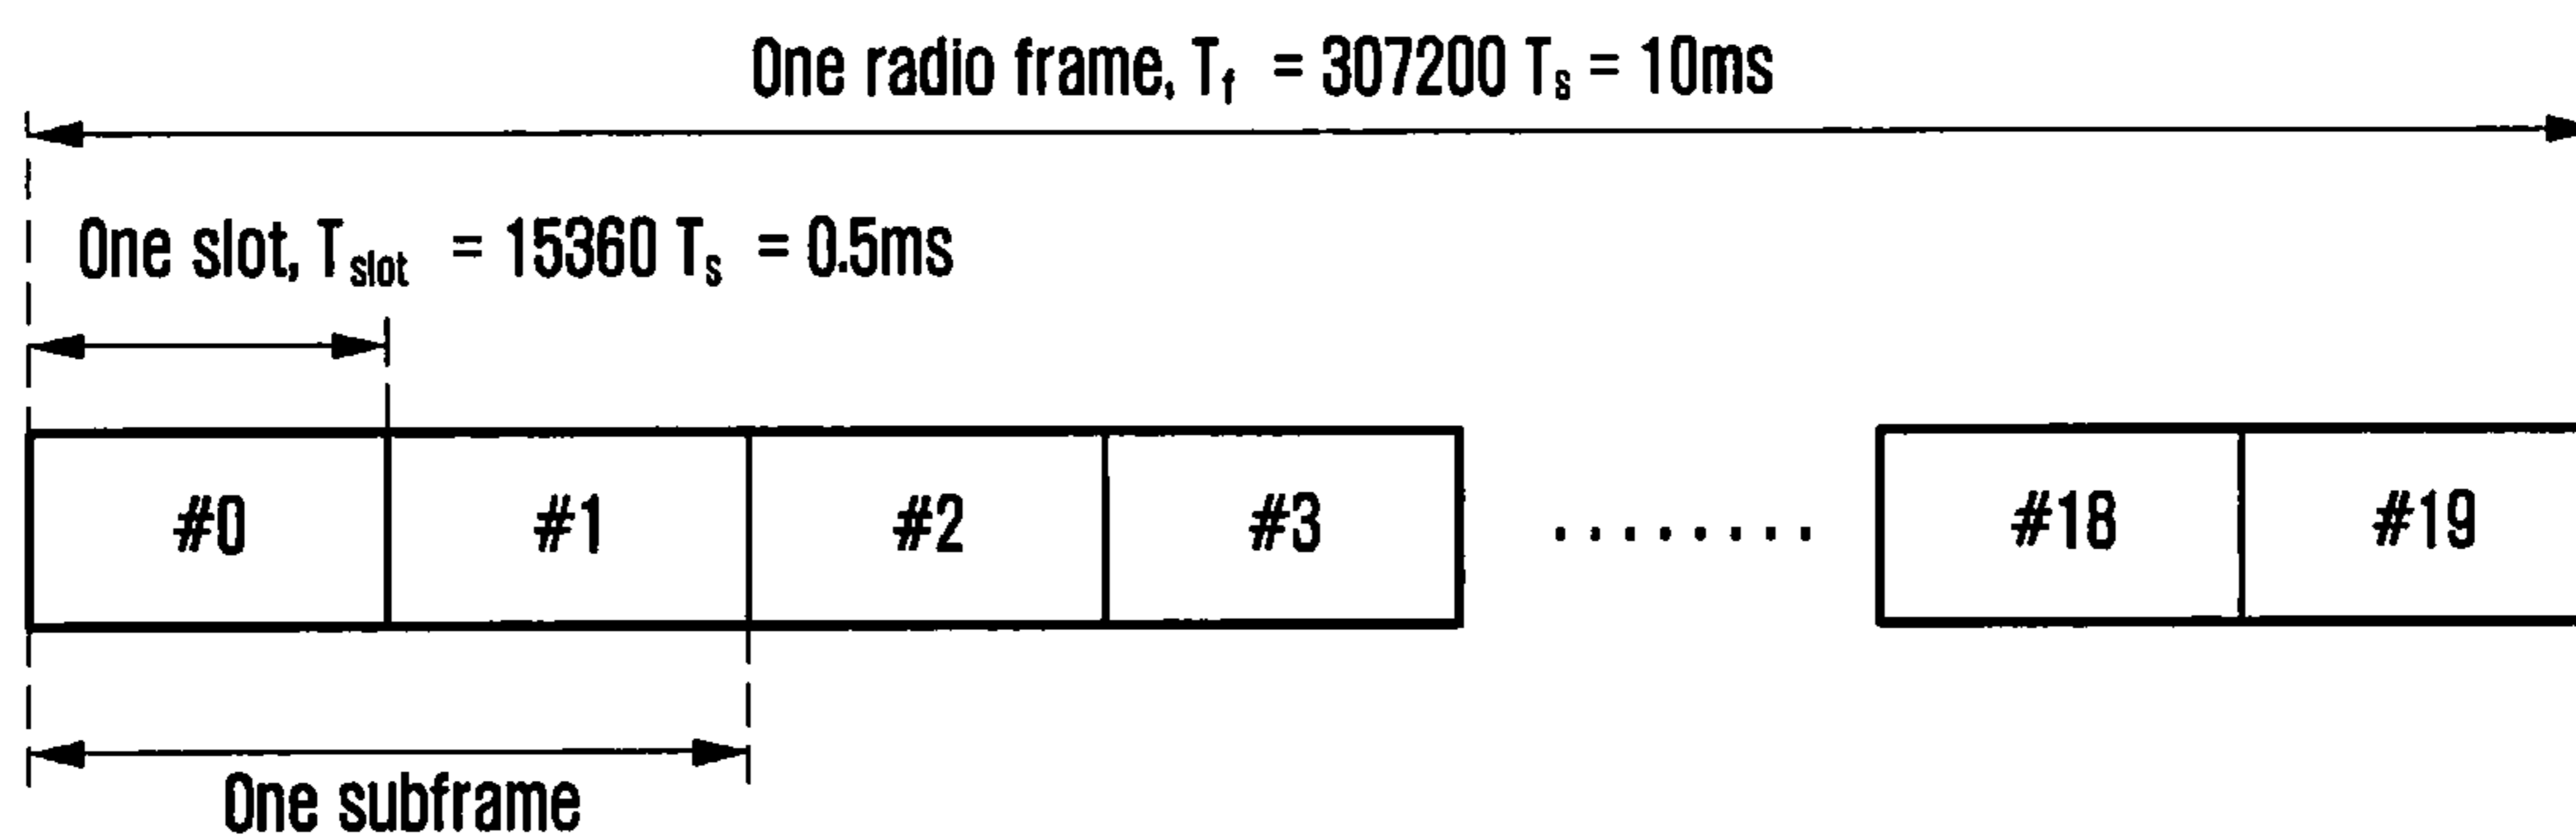 One radio frame, Tf = 307200 Ts = 10ms
One slot, Tslot = 15360 Ts = 0.5ms
#0 #1 #2 #3 ........ #18 #19
One subframe